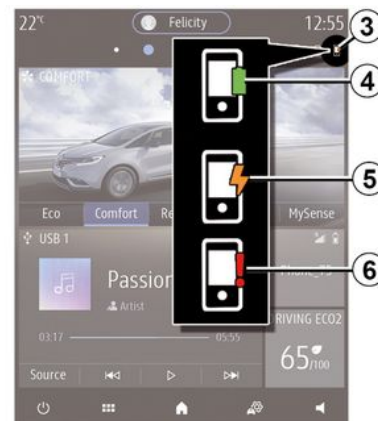 22°C
Felicity
12:55
3
COMFORT
4
5
Eco
Comfort
MySense
USB 1
Passion
6
Artist
03:17
05:55
DRIVING ECO2
65/100
Source